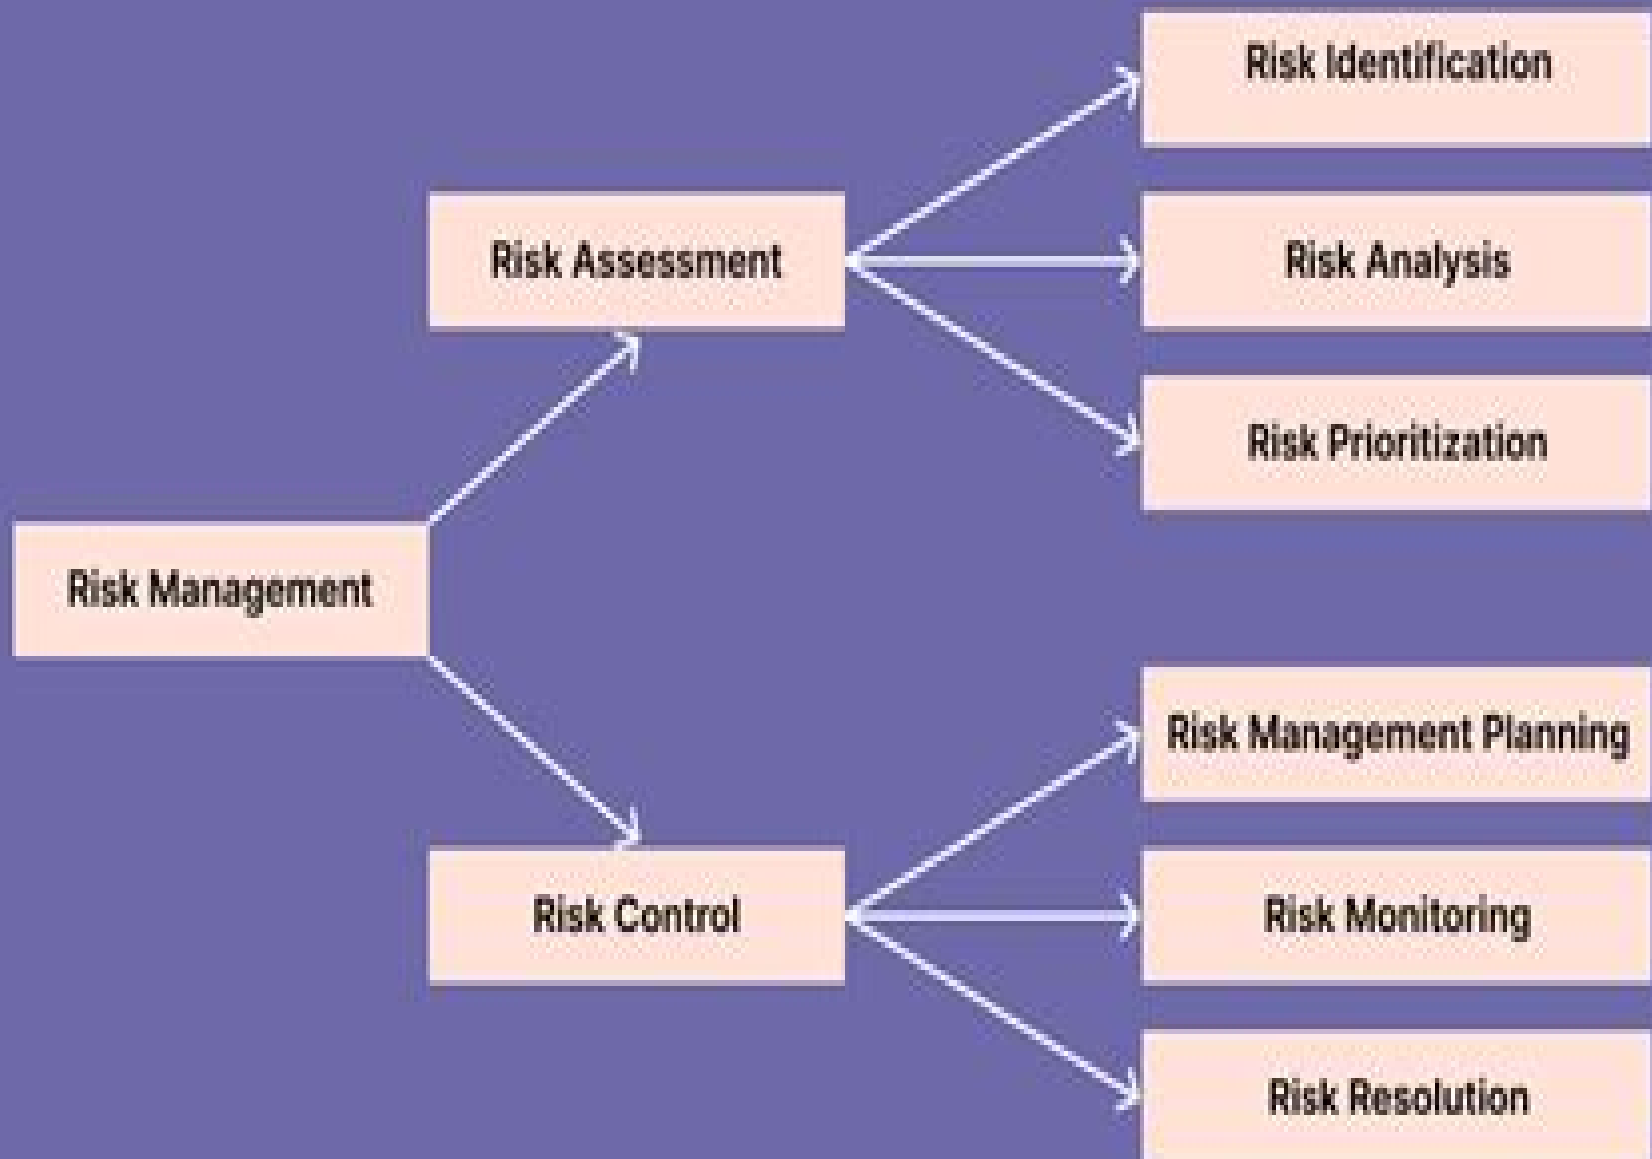 Risk Identification
Risk Assessment
Risk Analysis
Risk Prioritization
Risk Management
Risk Management Planning
Risk Control
Risk Monitoring
Risk Resolution